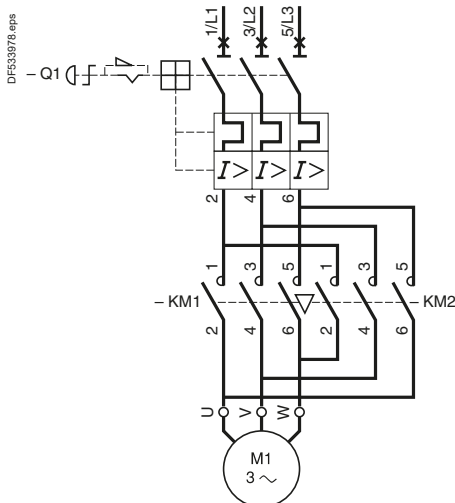 DF533978.eps
1/L1 3/L2 5/L3
– Q1
I> I> I>
2 4 6
1 3 5 1 3 5
– KM1 – KM2
2 4 6 2 4 6
U V W
M1
3 ~